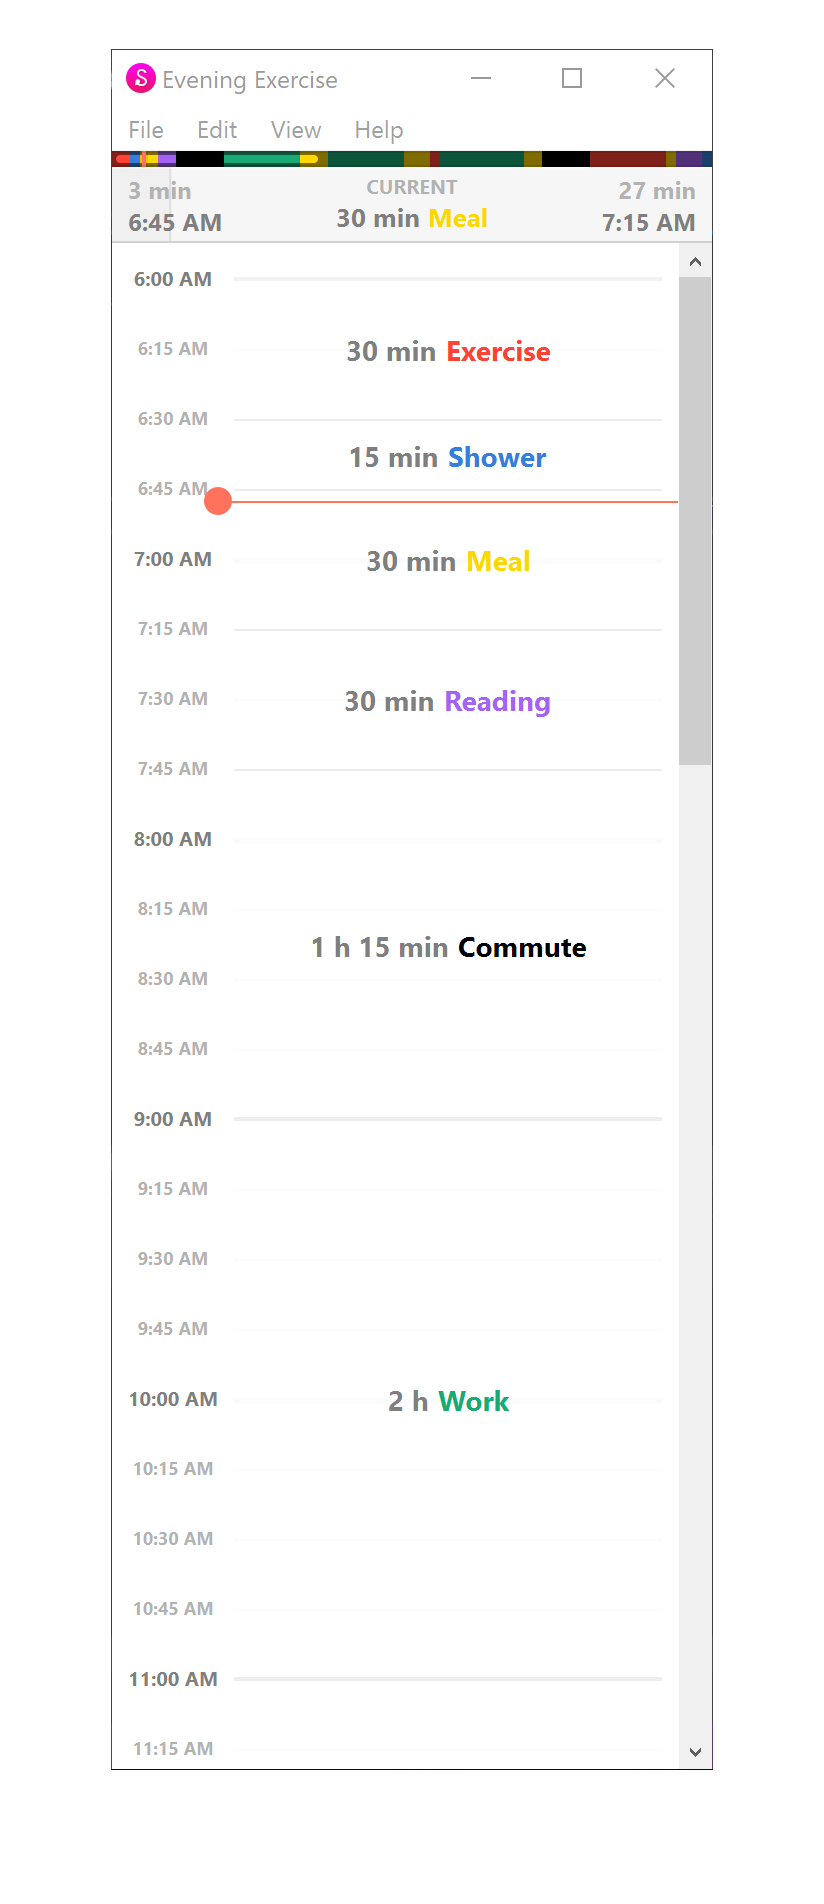 Evening Exercise
File Edit View Help
3 min CURRENT 27 min
6:45 AM 30 min Meal 7:15 AM
6:00 AM
6:15 AM 30 min Exercise
6:30 AM
15 min Shower
6:45 AM
7:00 AM 30 min Meal
7:15 AM
7:30 AM 30 min Reading
7:45 AM
8:00 AM
8:15 AM
1 h 15 min Commute
8:30 AM
8:45 AM
9:00 AM
9:15 AM
9:30 AM
9:45 AM
10:00 AM 2 h Work
10:15 AM
10:30 AM
10:45 AM
11:00 AM
11:15 AM